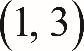 (1, 3)